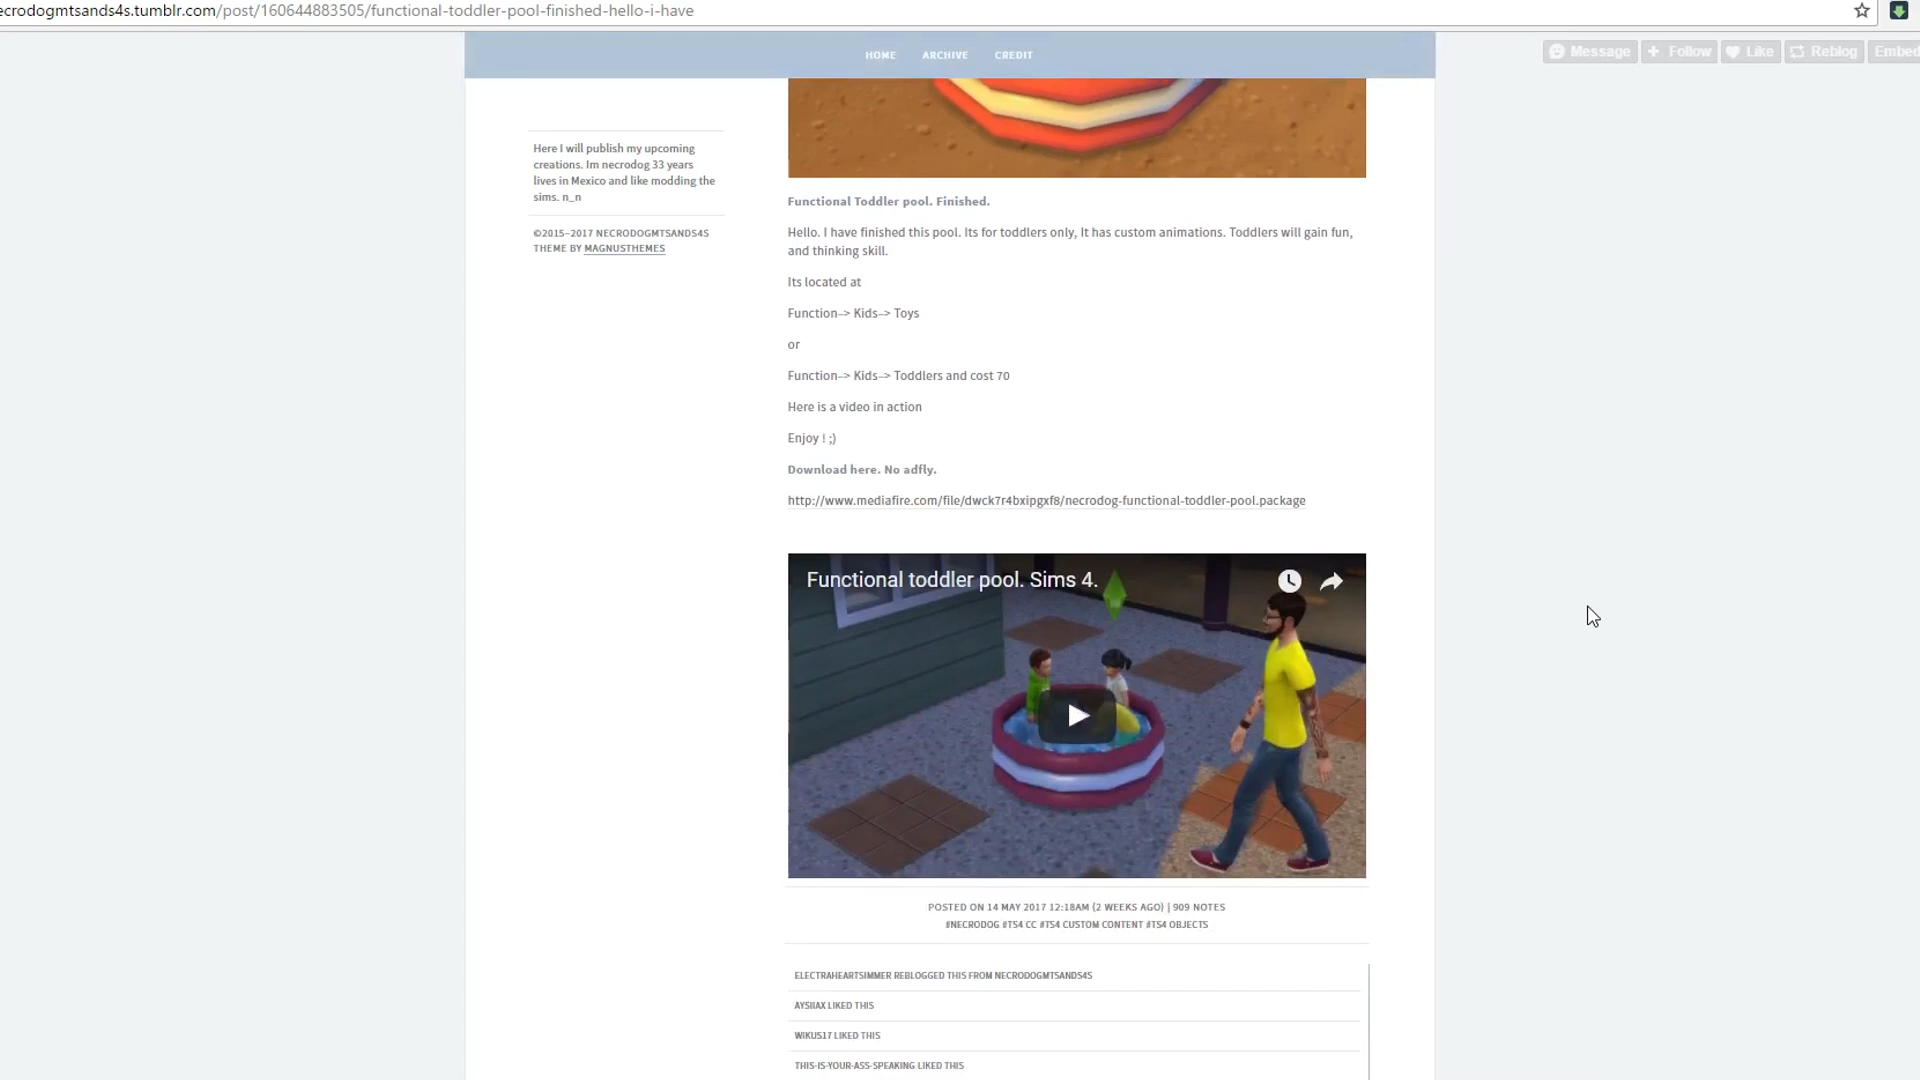 ecrodogmtsands4s.tumblr.com/post/160644883505/functional-toddler-pool-finished-hello-i-have
HOME ARCHIVE CREDIT
Message Follow Like Reblog Embed
Here I will publish my upcoming
creations. Im necrodog 33 years
lives in Mexico and like modding the
sims. n_n
©2015–2017 NECRODOGMTSANDS4S
THEME BY MAGNUSTHEMES
Functional Toddler pool. Finished.
Hello. I have finished this pool. Its for toddlers only, It has custom animations. Toddlers will gain fun,
and thinking skill.
Its located at
Function–> Kids–> Toys
or
Function–> Kids–> Toddlers and cost 70
Here is a video in action
Enjoy ! ;)
Download here. No adfly.
http://www.mediafire.com/file/dwck7r4bxipgxf8/necrodog-functional-toddler-pool.package
Functional toddler pool. Sims 4.
POSTED ON 14 MAY 2017 12:18AM (2 WEEKS AGO) | 909 NOTES
#NECRODOG #TS4 CC #TS4 CUSTOM CONTENT #TS4 OBJECTS
ELECTRAHEARTSIMMER REBLOGGED THIS FROM NECRODOGMTSANDS4S
AYSIIAX LIKED THIS
WIKUS17 LIKED THIS
THIS-IS-YOUR-ASS-SPEAKING LIKED THIS